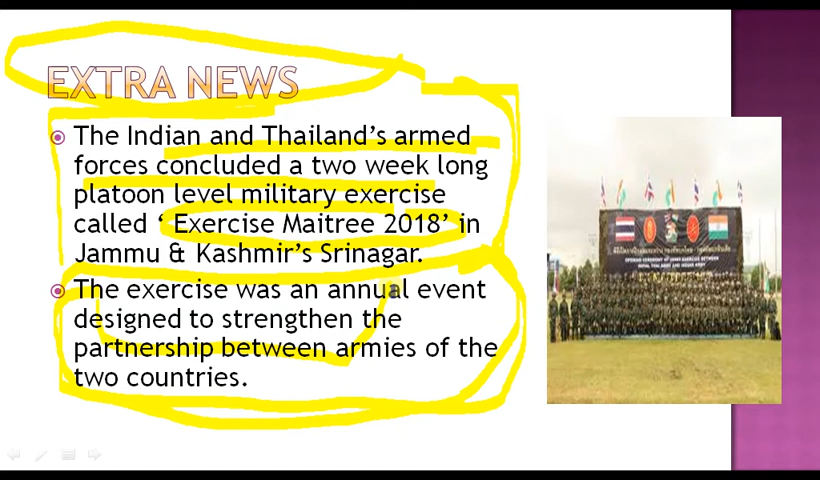 EXTRA NEWS
The Indian and Thailand's armed
forces concluded a two week long
platoon level military exercise
called ‘ Exercise Maitree 2018’ in
Jammu & Kashmir's Srinagar.
The exercise was an annual event
designed to strengthen the
partnership between armies of the
two countries.